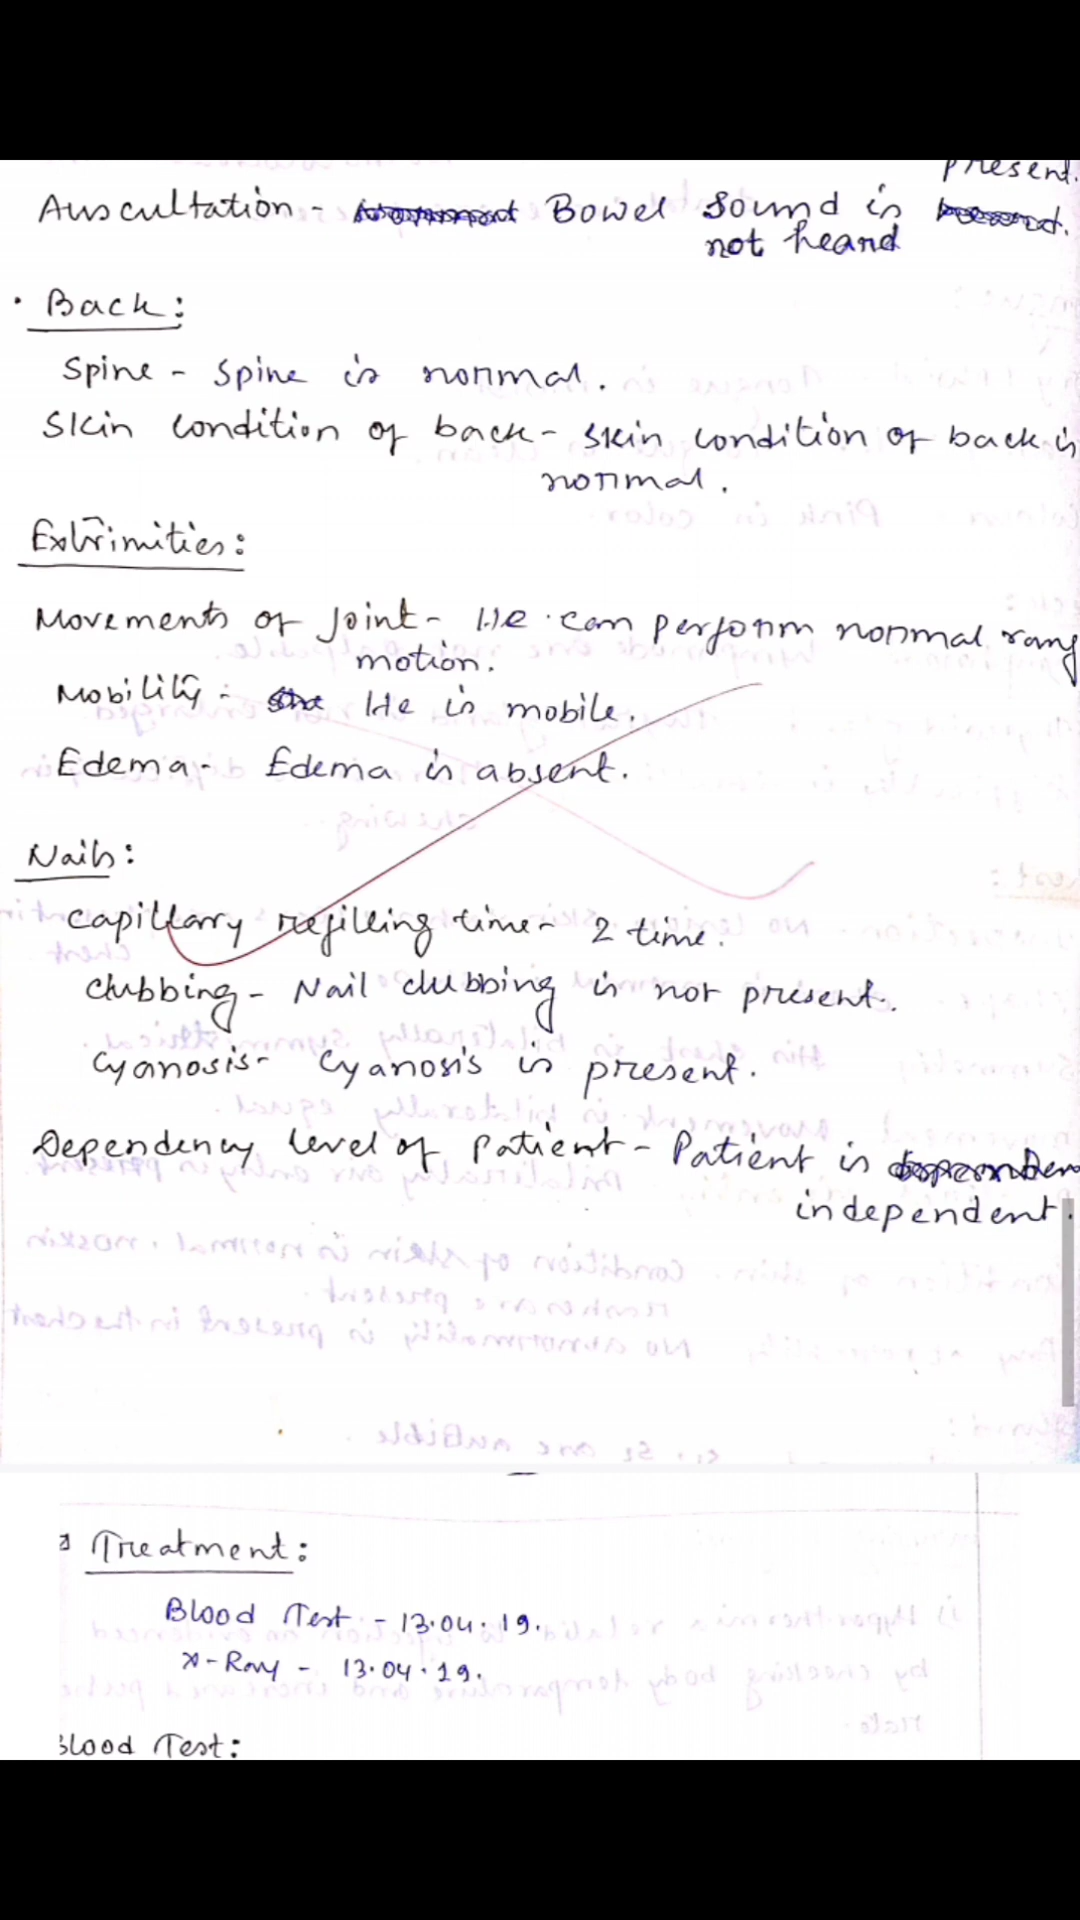 present.
Auscultation - Bowel sound is
not heard
· Back:
Spine - Spine is normal.
Skin condition of back - skin condition of back is
normal.
Extrimities:
Movements of Joint - He can perform normal rang
motion.
Mobility - He is mobile.
Edema - Edema is absent.
Nails:
Capillarry refilling time - 2 time.
Clubbing - Nail clubbing is not present.
Cyanosis - Cyanosis is present.
Dependency level of patient - Patient is
independent.
Treatment:
Blood Test - 13.04.19.
X-Ray - 13.04.19.
Blood Test: